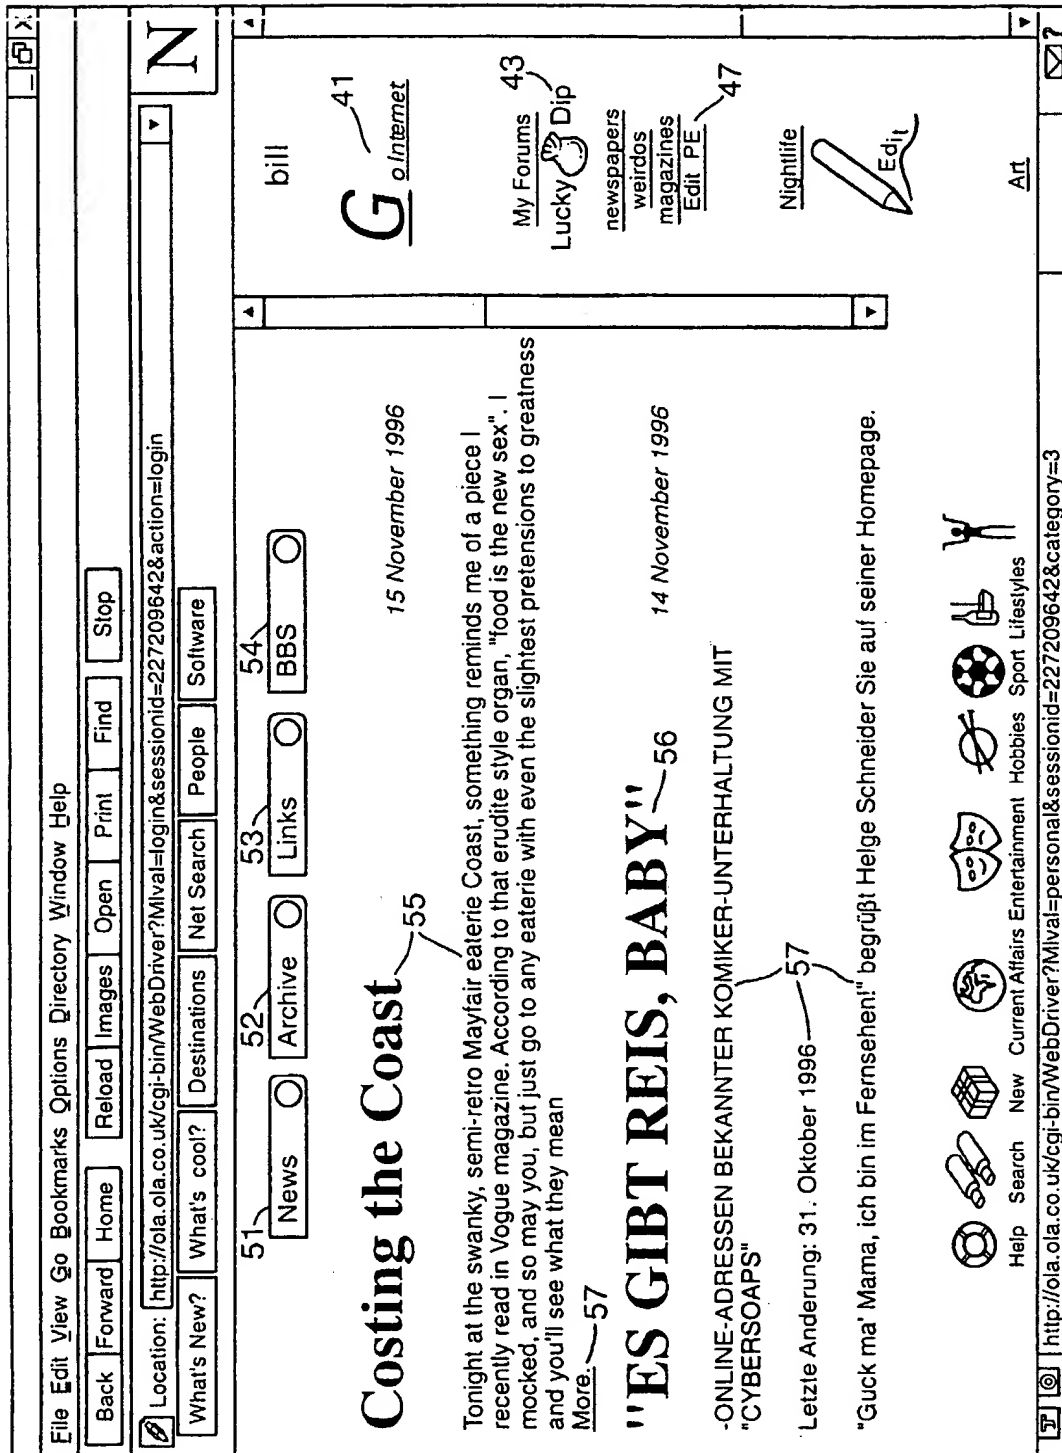 File Edit View Go Bookmarks Options Directory Window Help
Back Forward Home Reload Images Open Print Find Stop
Location: http://ola.ola.co.uk/cgi-bin/WebDriver?MIval=login&sessionid=227209642&action=login
N
What's New? What's cool? Destinations Net Search People Software
51 52 53 54
News Archive Links BBS
bill
Costing the Coast
55
15 November 1996
Go Internet
41
Tonight at the swanky, semi-retro Mayfair eaterie Coast, something reminds me of a piece I
recently read in Vogue magazine. According to that erudite style organ, "food is the new sex". I
mocked, and so may you, but just go to any eaterie with even the slightest pretensions to greatness
and you'll see what they mean
More.
57
My Forums
43
Lucky Dip
newspapers
weirdos
magazines
Edit PE
47
"ES GIBT REIS, BABY"
56
14 November 1996
-ONLINE-ADRESSEN BEKANNTER KOMIKER-UNTERHALTUNG MIT
"CYBERSOAPS"
57
Letzte Anderung: 31. Oktober 1996
"Guck ma' Mama, ich bin im Fernsehen!" begrüßt Helge Schneider Sie auf seiner Homepage.
Nightlife
Edit
Art
Help Search New Current Affairs Entertainment Hobbies Sport Lifestyles
http://ola.ola.co.uk/cgi-bin/WebDriver?MIval=personal&sessionid=227209642&category=3
?